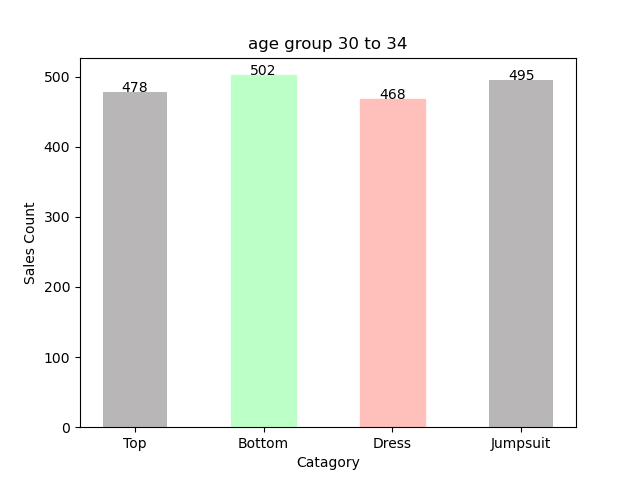 age group 30 to 34
Sales Count
500
400
300
200
100
0
478
502
468
495
Top
Bottom
Dress
Jumpsuit
Catagory